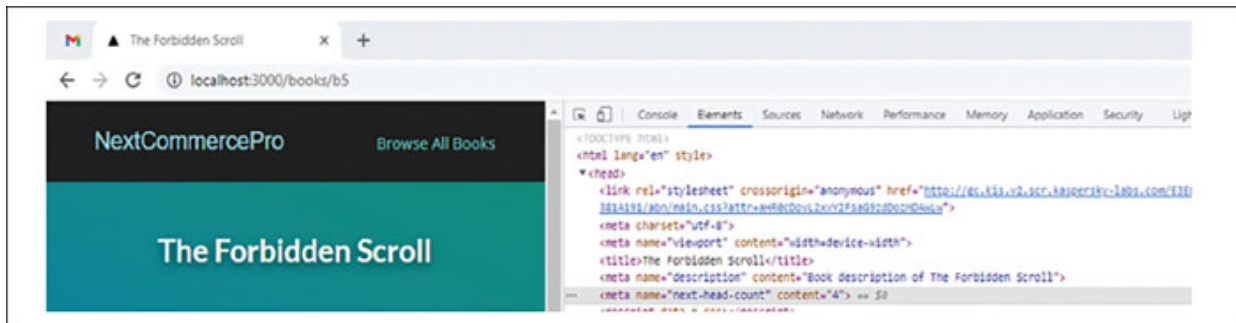 The Forbidden Scroll × +
localhost:3000/books/b5
NextCommercePro Browse All Books
The Forbidden Scroll
Console Elements Sources Network Performance Memory Application Security Ligh
<!DOCTYPE html>
<html lang="en" style>
▼<head>
<link rel="stylesheet" crossorigin="anonymous" href="http://gc.kis.v2.scr.kaspersky-labs.com/
<meta charset="utf-8">
<meta name="viewport" content="width=device-width">
<title>The Forbidden Scroll</title>
<meta name="description" content="Book description of The Forbidden Scroll">
<meta name="next-head-count" content="4"> == $0